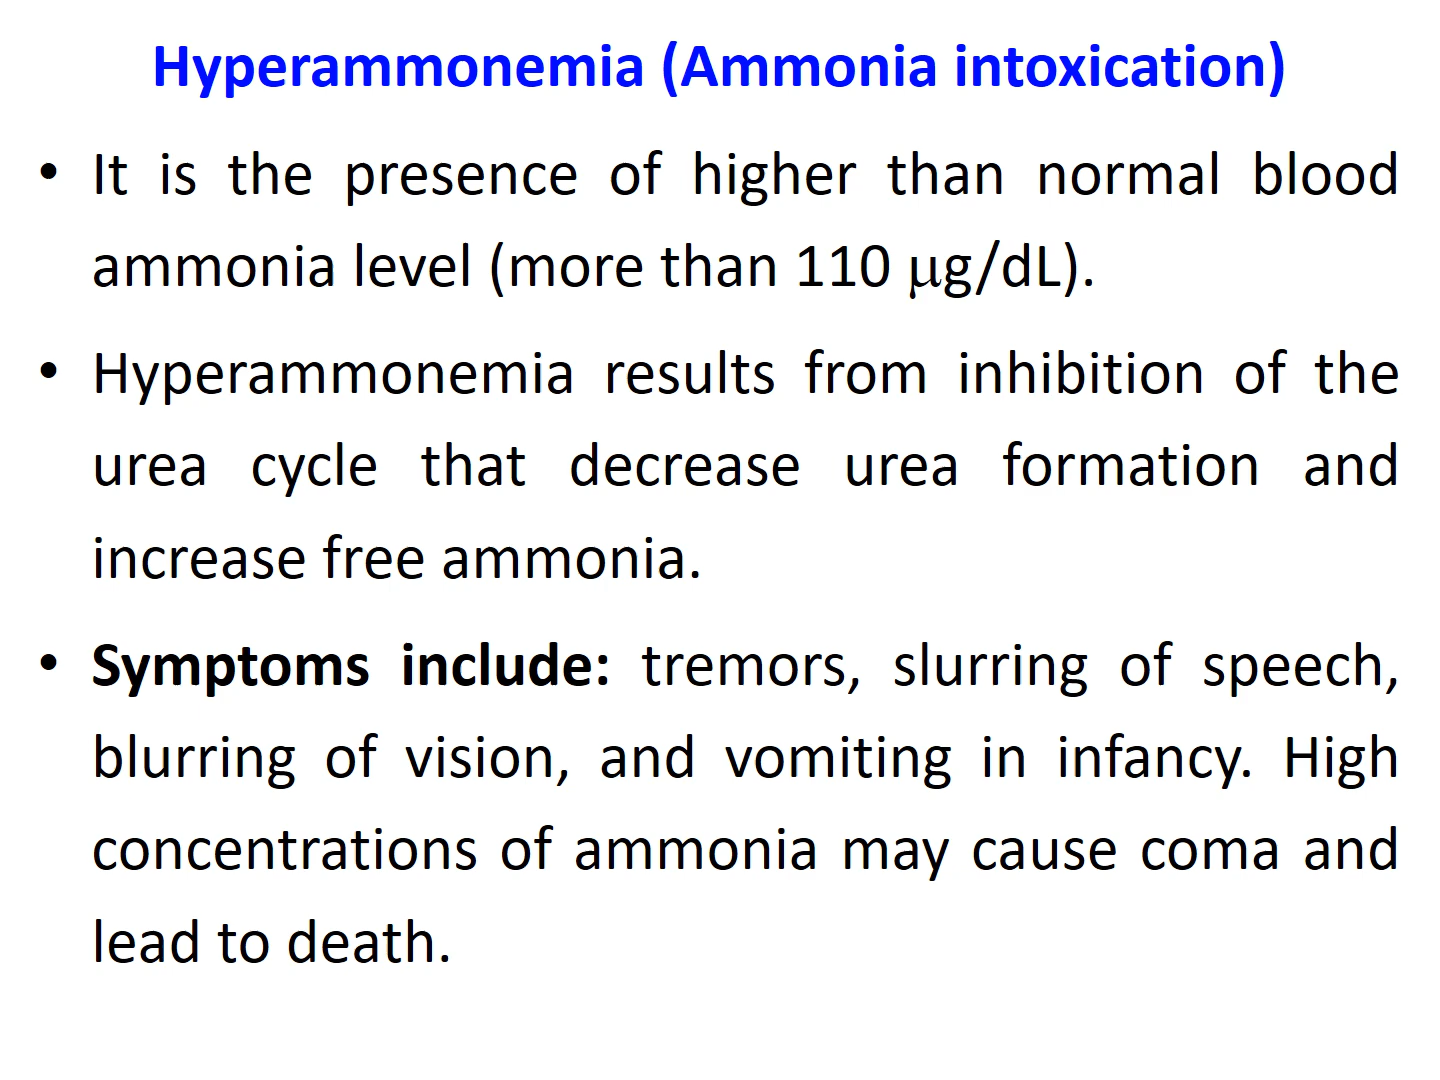 Hyperammonemia (Ammonia intoxication)
• It is the presence of higher than normal blood
ammonia level (more than 110 μg/dL).
• Hyperammonemia results from inhibition of the
urea cycle that decrease urea formation and
increase free ammonia.
• Symptoms include: tremors, slurring of speech,
blurring of vision, and vomiting in infancy. High
concentrations of ammonia may cause coma and
lead to death.